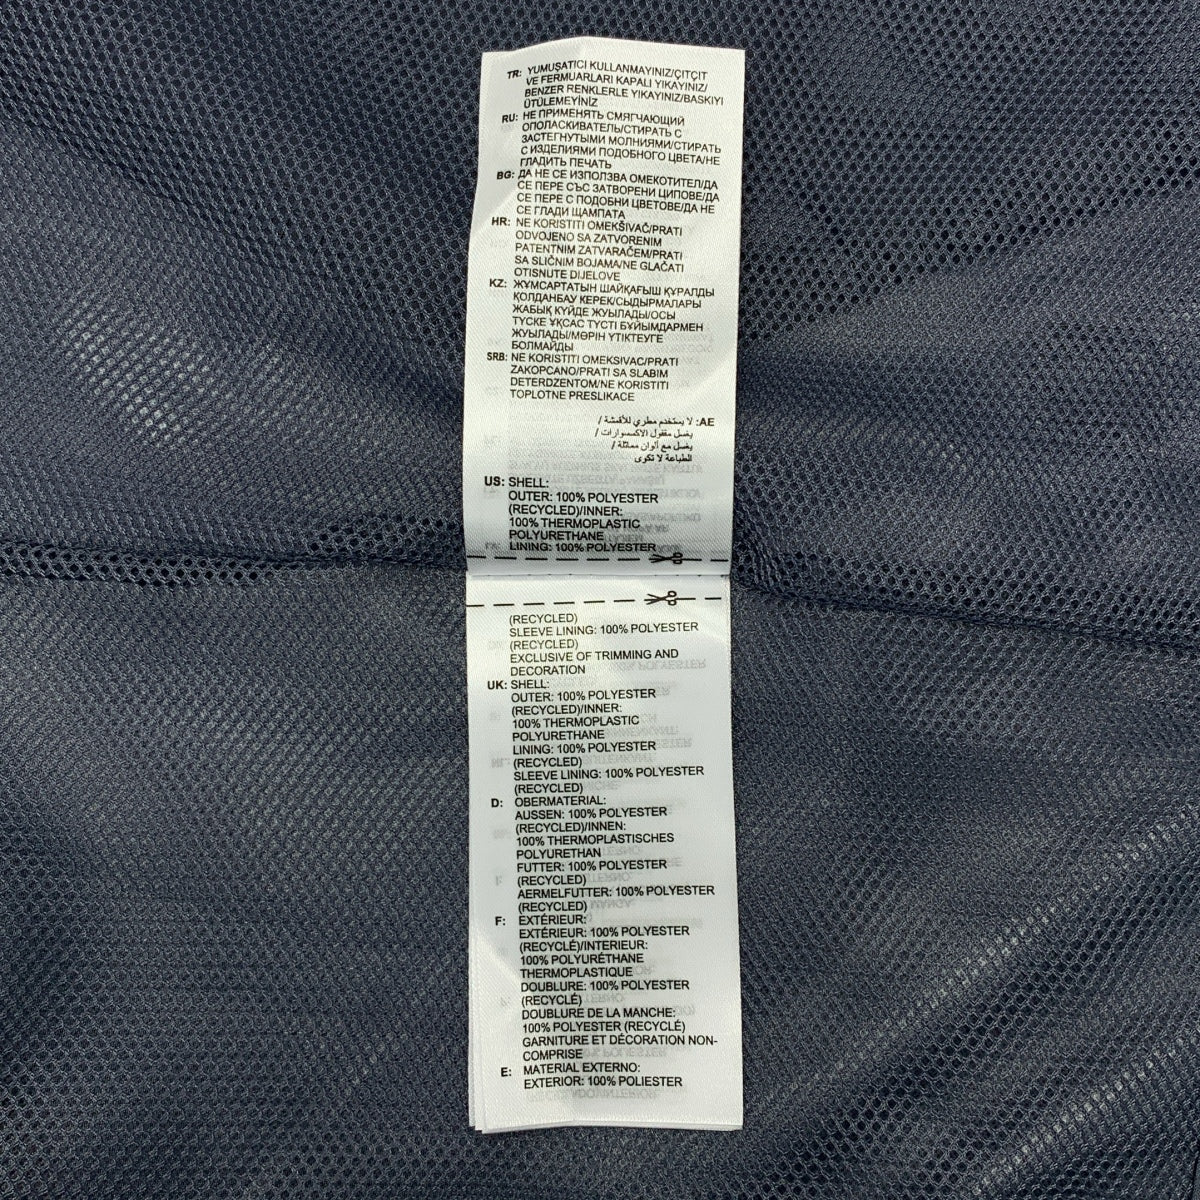 TR: YUMUŞATICI KULLANMAYINIZ/ÇITÇIT
VE FERMUARLARI KAPALI YIKAYINIZ/
BENZER RENKLERLE YIKAYINIZ/BASKIYI
ÜTÜLEMEYİNİZ
RU: НЕ ПРИМЕНЯТЬ СМЯГЧАЮЩИЙ
ОПОЛАСКИВАТЕЛЬ/СТИРАТЬ С
ЗАСТЕГНУТЫМИ МОЛНИЯМИ/СТИРАТЬ
С ИЗДЕЛИЯМИ ПОДОБНОГО ЦВЕТА/НЕ
ГЛАДИТЬ ПЕЧАТЬ
BG: ДА НЕ СЕ ИЗПОЛЗВА ОМЕКОТИТЕЛ/ДА
СЕ ПЕРЕ СЪС ЗАТВОРЕНИ ЦИПОВЕ/ДА
СЕ ПЕРЕ С ПОДОБНИ ЦВЕТОВЕ/ДА НЕ
СЕ ГЛАДИ ЩАМПАТА
HR: NE KORISTITI OMEKŠIVAČ/PRATI
ODVOJENO SA ZATVORENIM
PATENTNIM ZATVARAČEM/PRATI
SA SLIČNIM BOJAMA/NE GLAČATI
OTISNUTE DIJELOVE
KZ: ЖҰМСАРТАТЫН ШАЙҚАҒЫШ ҚҰРАЛДЫ
ҚОЛДАНБАУ КЕРЕК/СЫДЫРМАЛАРЫ
ЖАБЫҚ КҮЙДЕ ЖУЫЛАДЫ/ОСЫ
ТҮСКЕ ҰҚСАС ТҮСТІ БҰЙЫМДАРМЕН
ЖУЫЛАДЫ/МӨРІН ҮТІКТЕУГЕ
БОЛМАЙДЫ
SRB: NE KORISTITI OMEKSIVAC/PRATI
ZAKOPCANO/PRATI SA SLABIM
DETERDZENTOM/NE KORISTITI
TOPLOTNE PRESLIKACE
AE: لا يستخدم مطري للأقمشة /
يغسل مقفول الاكسسوارات /
يغسل مع ألوان مماثلة /
الطباعة لا تكوى
US: SHELL:
OUTER: 100% POLYESTER
(RECYCLED)/INNER:
100% THERMOPLASTIC
POLYURETHANE
LINING: 100% POLYESTER
(RECYCLED)
SLEEVE LINING: 100% POLYESTER
(RECYCLED)
EXCLUSIVE OF TRIMMING AND
DECORATION
UK: SHELL:
OUTER: 100% POLYESTER
(RECYCLED)/INNER:
100% THERMOPLASTIC
POLYURETHANE
LINING: 100% POLYESTER
(RECYCLED)
SLEEVE LINING: 100% POLYESTER
(RECYCLED)
D: OBERMATERIAL:
AUSSEN: 100% POLYESTER
(RECYCLED)/INNEN:
100% THERMOPLASTISCHES
POLYURETHAN
FUTTER: 100% POLYESTER
(RECYCLED)
AERMELFUTTER: 100% POLYESTER
(RECYCLED)
F: EXTÉRIEUR:
EXTÉRIEUR: 100% POLYESTER
(RECYCLÉ)/INTERIEUR:
100% POLYURÉTHANE
THERMOPLASTIQUE
DOUBLURE: 100% POLYESTER
(RECYCLÉ)
DOUBLURE DE LA MANCHE:
100% POLYESTER (RECYCLÉ)
GARNITURE ET DÉCORATION NON-
COMPRISE
E: MATERIAL EXTERNO:
EXTERIOR: 100% POLIESTER